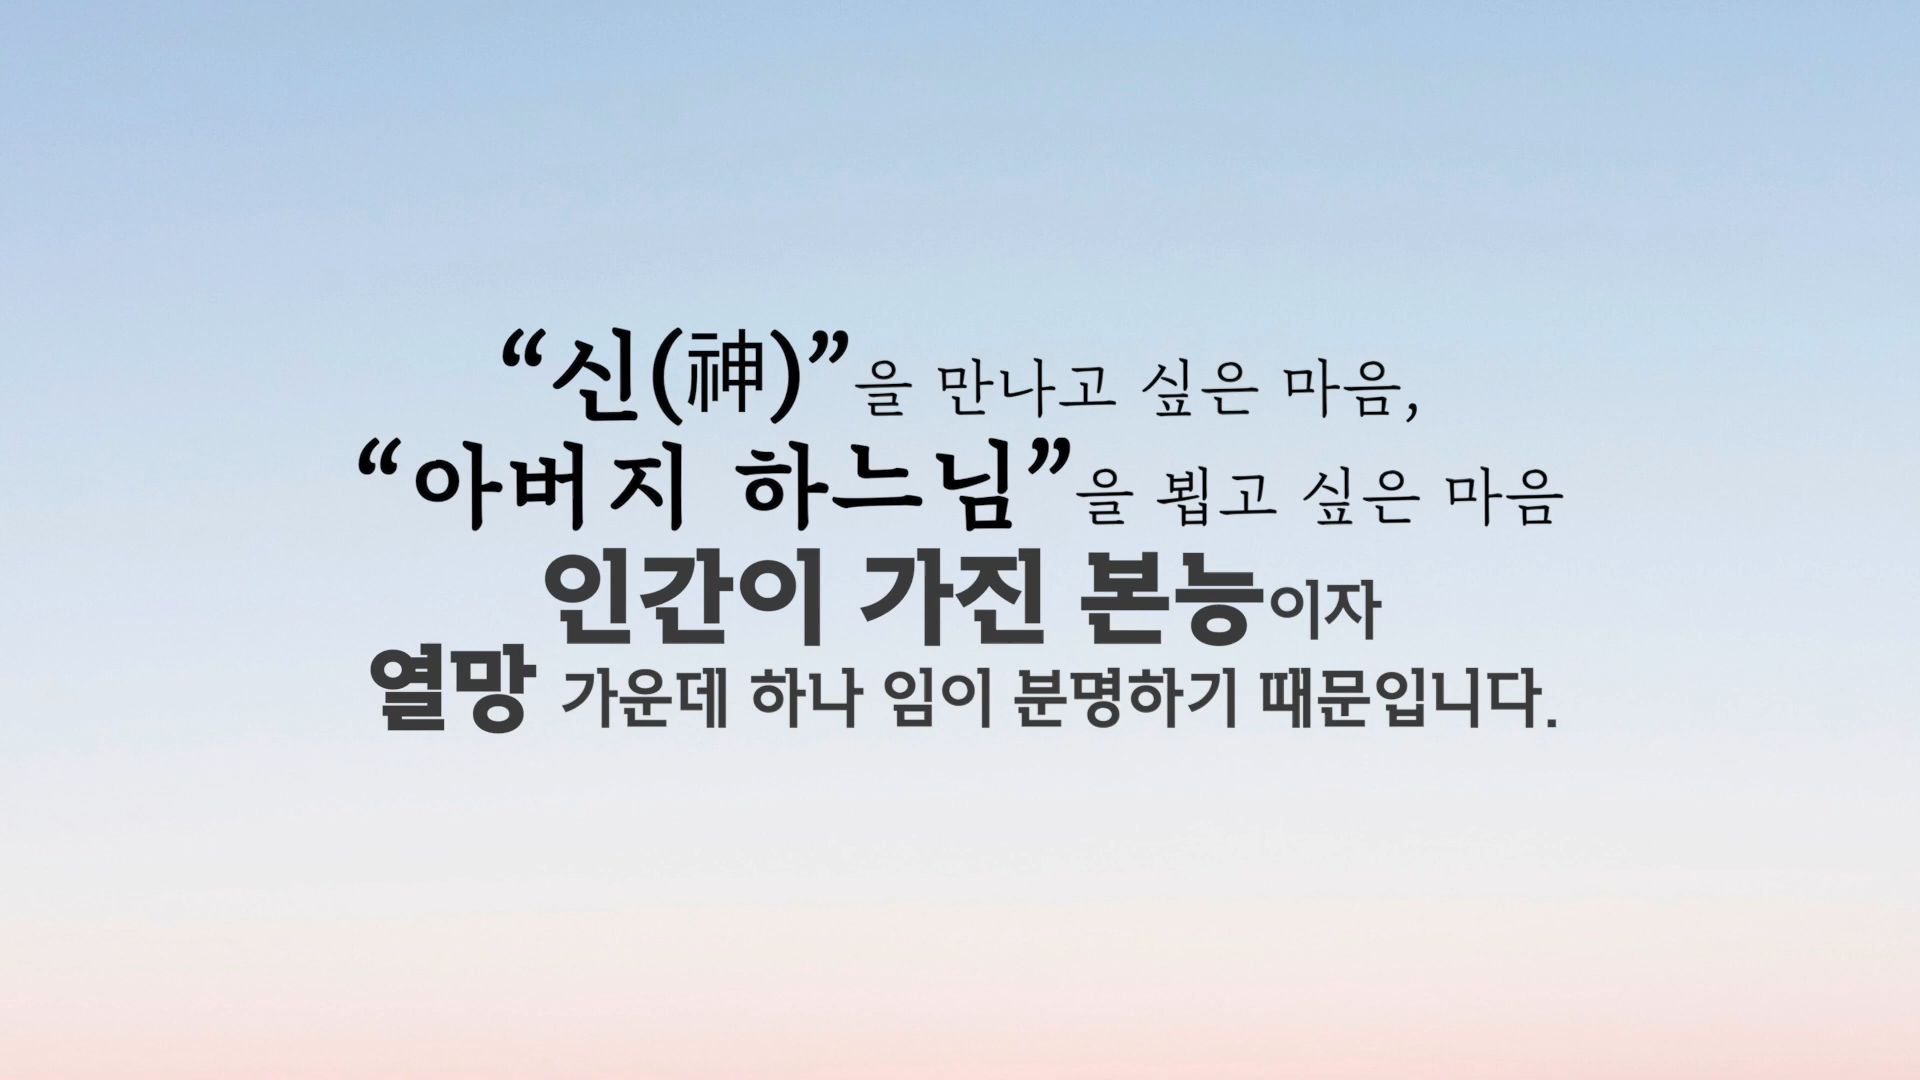 “신(神)”을 만나고 싶은 마음,
“아버지 하느님”을 뵙고 싶은 마음
인간이 가진 본능이자
열망 가운데 하나 임이 분명하기 때문입니다.